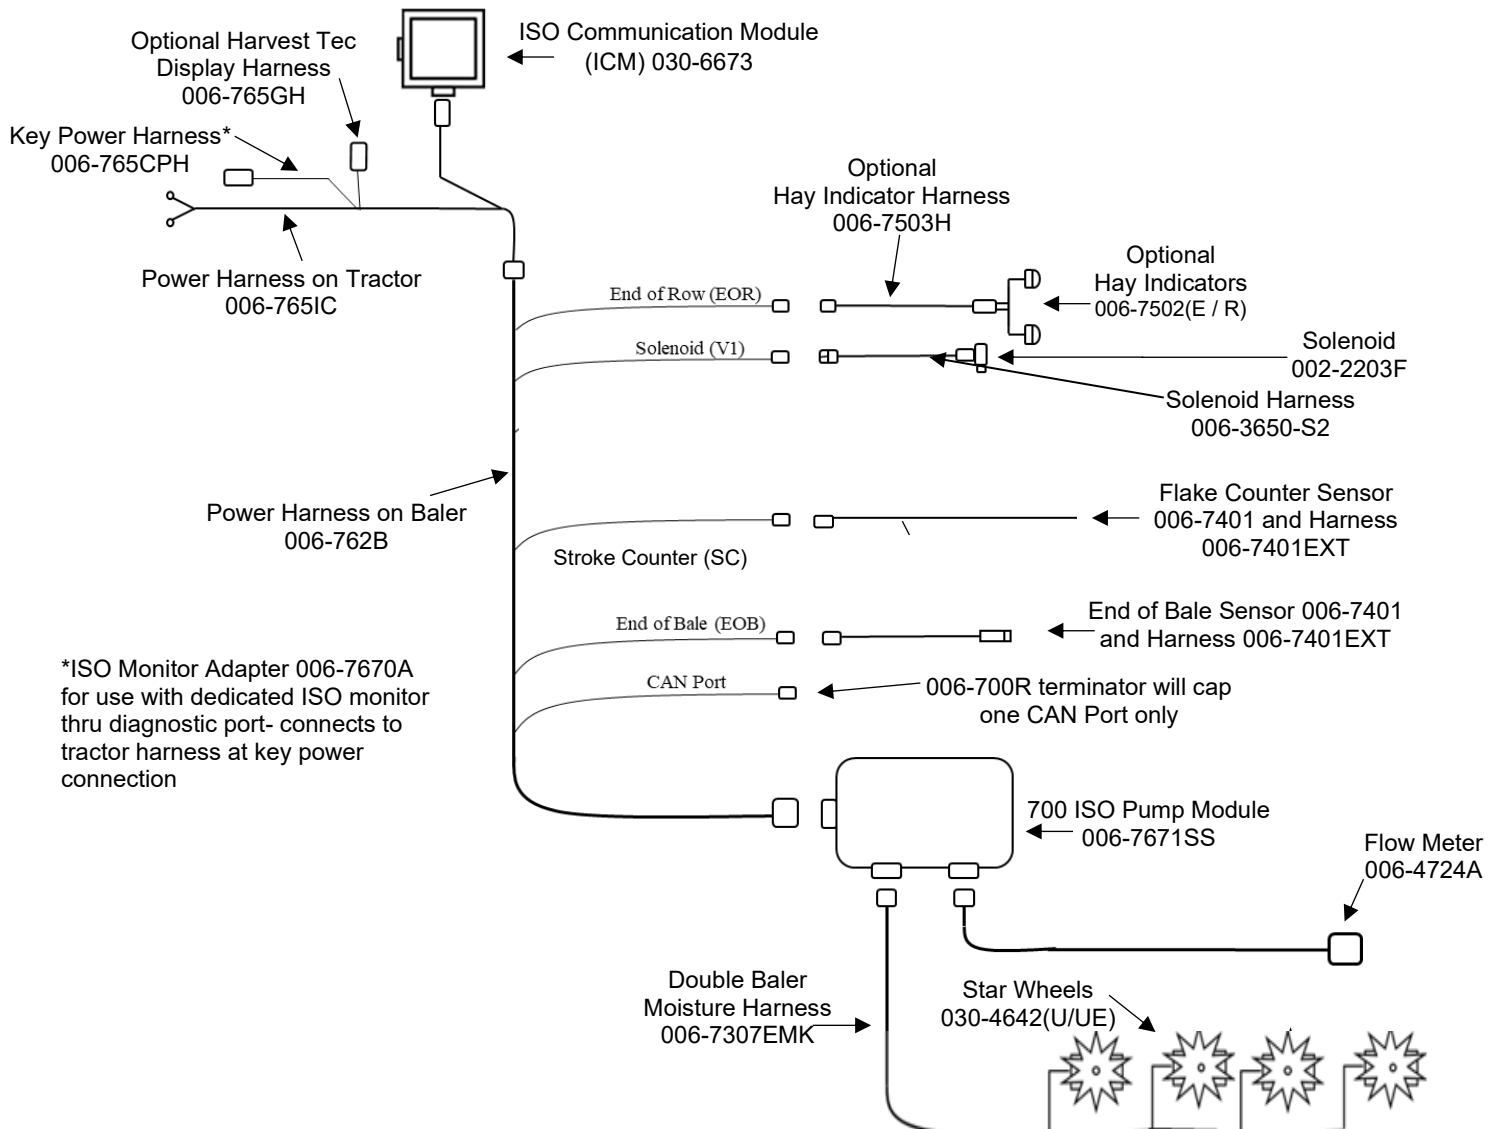 ISO Communication Module
(ICM) 030-6673
Optional Harvest Tec
Display Harness
006-765GH
Key Power Harness*
006-765CPH
Power Harness on Tractor
006-765IC
Optional
Hay Indicator Harness
006-7503H
Optional
Hay Indicators
006-7502(E / R)
End of Row (EOR)
Solenoid (V1)
Solenoid
002-2203F
Solenoid Harness
006-3650-S2
Power Harness on Baler
006-762B
Flake Counter Sensor
006-7401 and Harness
006-7401EXT
Stroke Counter (SC)
End of Bale (EOB)
End of Bale Sensor 006-7401
and Harness 006-7401EXT
*ISO Monitor Adapter 006-7670A
for use with dedicated ISO monitor
thru diagnostic port- connects to
tractor harness at key power
connection
CAN Port
006-700R terminator will cap
one CAN Port only
700 ISO Pump Module
006-7671SS
Flow Meter
006-4724A
Double Baler
Moisture Harness
006-7307EMK
Star Wheels
030-4642(U/UE)